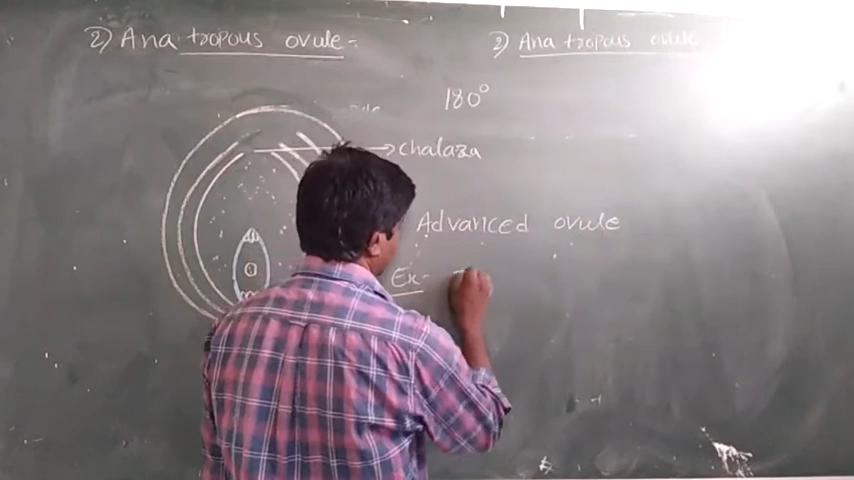 2) Anatropous ovule:-
2) Anatropous ovule
180°
chalaza
Advanced ovule
Ex:-